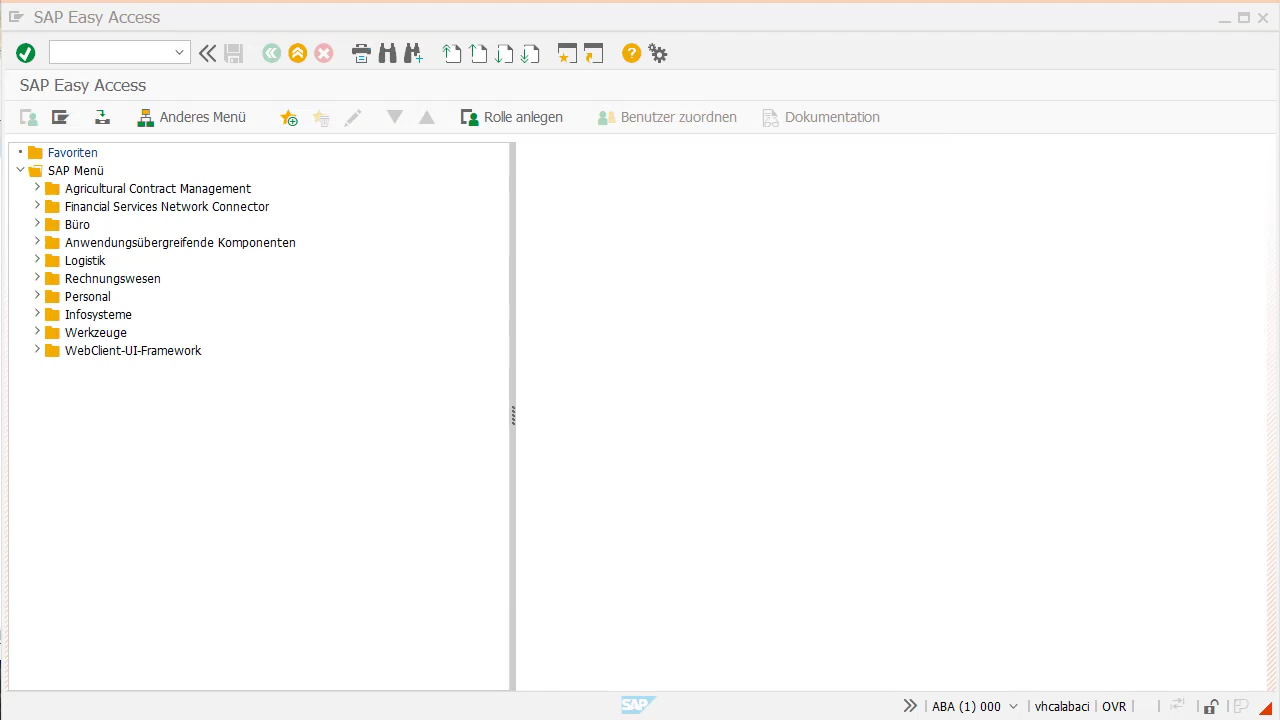 SAP Easy Access
SAP Easy Access
Anderes Menü
Rolle anlegen
Benutzer zuordnen
Dokumentation
Favoriten
SAP Menü
Agricultural Contract Management
Financial Services Network Connector
Büro
Anwendungsübergreifende Komponenten
Logistik
Rechnungswesen
Personal
Infosysteme
Werkzeuge
WebClient-UI-Framework
SAP
ABA (1) 000
vhcalabaci
OVR